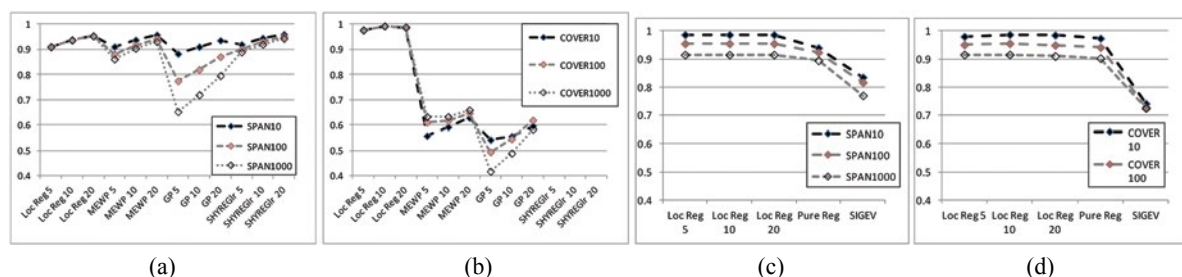 1
0.9
0.8
0.7
0.6
0.5
0.4
SPAN10
SPAN100
SPAN1000
Loc Reg 5
Loc Reg 10
Loc Reg 20
MEWP 5
MEWP 10
MEWP 20
GP 5
GP 10
GP 20
SHYREGlr 5
SHYREGlr 10
SHYREGlr 20
(a)
1
0.9
0.8
0.7
0.6
0.5
0.4
COVER10
COVER100
COVER1000
Loc Reg 5
Loc Reg 10
Loc Reg 20
MEWP 5
MEWP 10
MEWP 20
GP 5
GP 10
GP 20
SHYREGlr 5
SHYREGlr 10
SHYREGlr 20
(b)
1
0.9
0.8
0.7
0.6
0.5
0.4
SPAN10
SPAN100
SPAN1000
Loc Reg Loc Reg Loc Reg Pure Reg SIGEV
5 10 20
(c)
1
0.9
0.8
0.7
0.6
0.5
0.4
COVER
10
COVER
100
Loc Reg 5 Loc Reg Loc Reg Pure Reg SIGEV
10 20
(d)